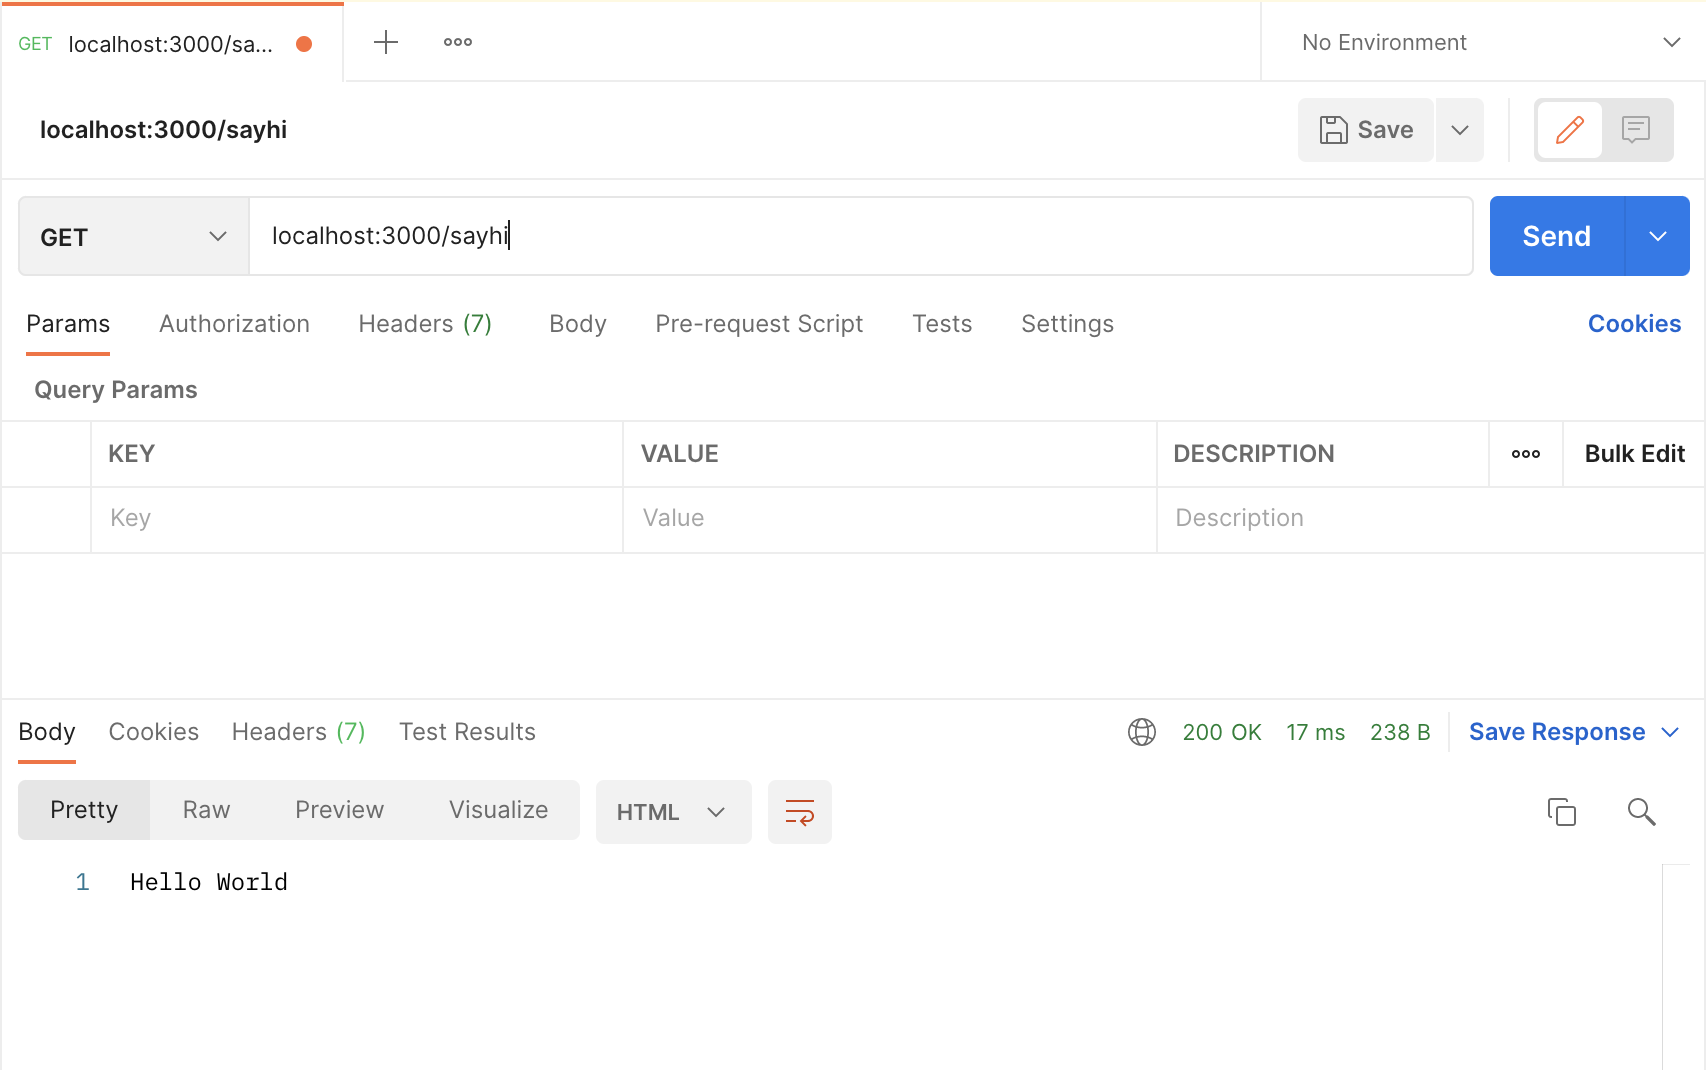 GET localhost:3000/sa... No Environment
localhost:3000/sayhi Save
GET localhost:3000/sayhi Send
Params Authorization Headers (7) Body Pre-request Script Tests Settings Cookies
Query Params
KEY VALUE DESCRIPTION Bulk Edit
Key Value Description
Body Cookies Headers (7) Test Results 200 OK 17 ms 238 B Save Response
Pretty Raw Preview Visualize HTML
1 Hello World